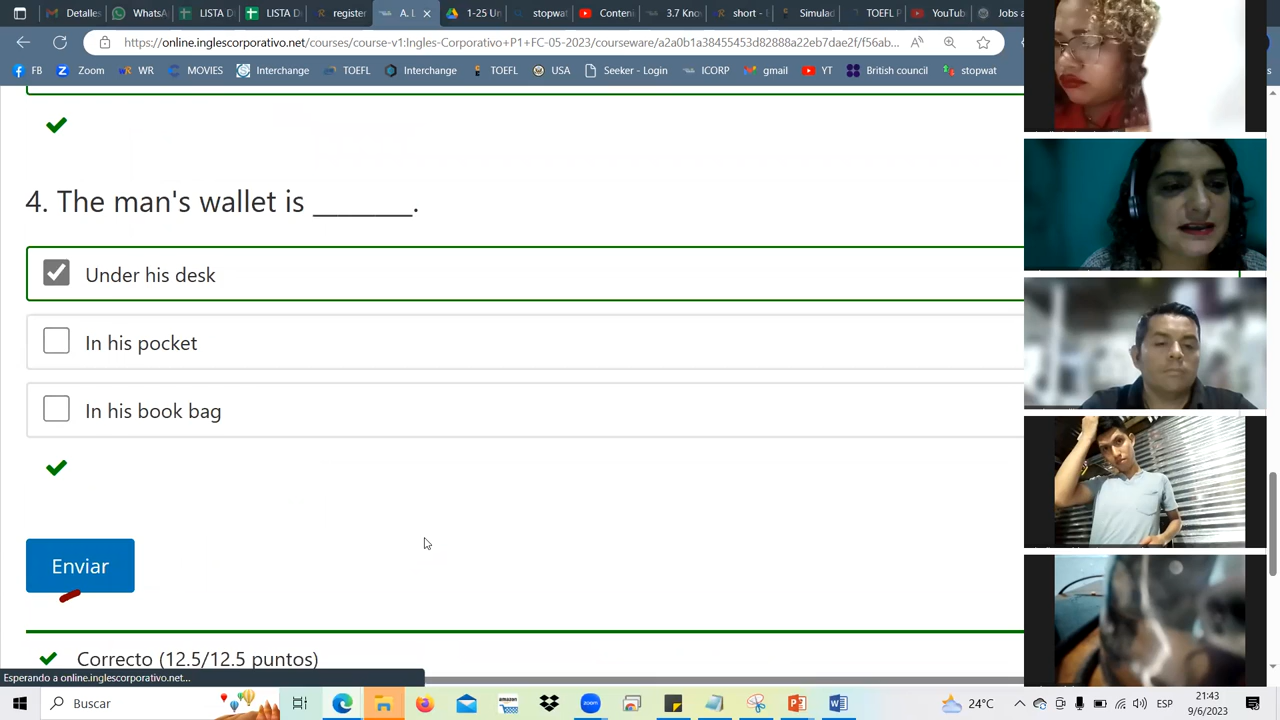 Detalles
WhatsA
LISTA D
LISTA D
register
A. L
1-25 Un
stopwat
Conteni
3.7 Kno
short -
Simulad
TOEFL P
YouTub
Jobs a
https://online.inglescorporativo.net/courses/course-v1:Ingles-Corporativo+P1+FC-05-2023/courseware/a2a0b1a38455453d82888a22eb7dae2f/f56ab...
FB Zoom WR MOVIES Interchange TOEFL Interchange TOEFL USA Seeker - Login ICORP gmail YT British council stopwat
4. The man's wallet is ________.
Under his desk
In his pocket
In his book bag
Enviar
Correcto (12.5/12.5 puntos)
Esperando a online.inglescorporativo.net...
Buscar
24°C
ESP
21:43
9/6/2023